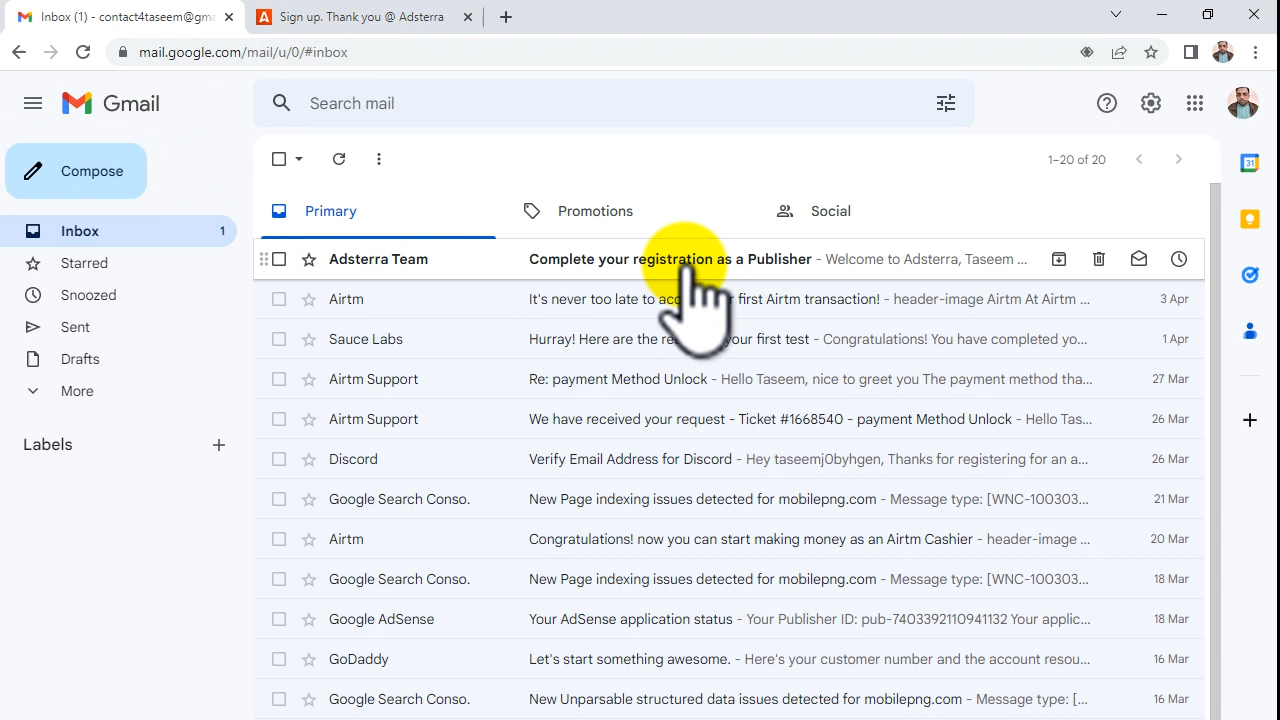 Inbox (1) - contact4taseem@gma
Sign up. Thank you @ Adsterra
mail.google.com/mail/u/0/#inbox
Gmail
Search mail
Compose
1–20 of 20
Primary
Promotions
Social
Inbox 1
Starred
Snoozed
Sent
Drafts
More
Labels
Adsterra Team Complete your registration as a Publisher - Welcome to Adsterra, Taseem ...
Airtm It's never too late to first Airtm transaction! - header-image Airtm At Airtm ... 3 Apr
Sauce Labs Hurray! Here are the your first test - Congratulations! You have completed yo... 1 Apr
Airtm Support Re: payment Method Unlock - Hello Taseem, nice to greet you The payment method tha... 27 Mar
Airtm Support We have received your request - Ticket #1668540 - payment Method Unlock - Hello Tas... 26 Mar
Discord Verify Email Address for Discord - Hey taseemj0byhgen, Thanks for registering for an a... 26 Mar
Google Search Conso. New Page indexing issues detected for mobilepng.com - Message type: [WNC-100303... 21 Mar
Airtm Congratulations! now you can start making money as an Airtm Cashier - header-image ... 20 Mar
Google Search Conso. New Page indexing issues detected for mobilepng.com - Message type: [WNC-100303... 18 Mar
Google AdSense Your AdSense application status - Your Publisher ID: pub-7403392110941132 Your applic... 18 Mar
GoDaddy Let's start something awesome. - Here's your customer number and the account resou... 16 Mar
Google Search Conso. New Unparsable structured data issues detected for mobilepng.com - Message type: [... 16 Mar
31